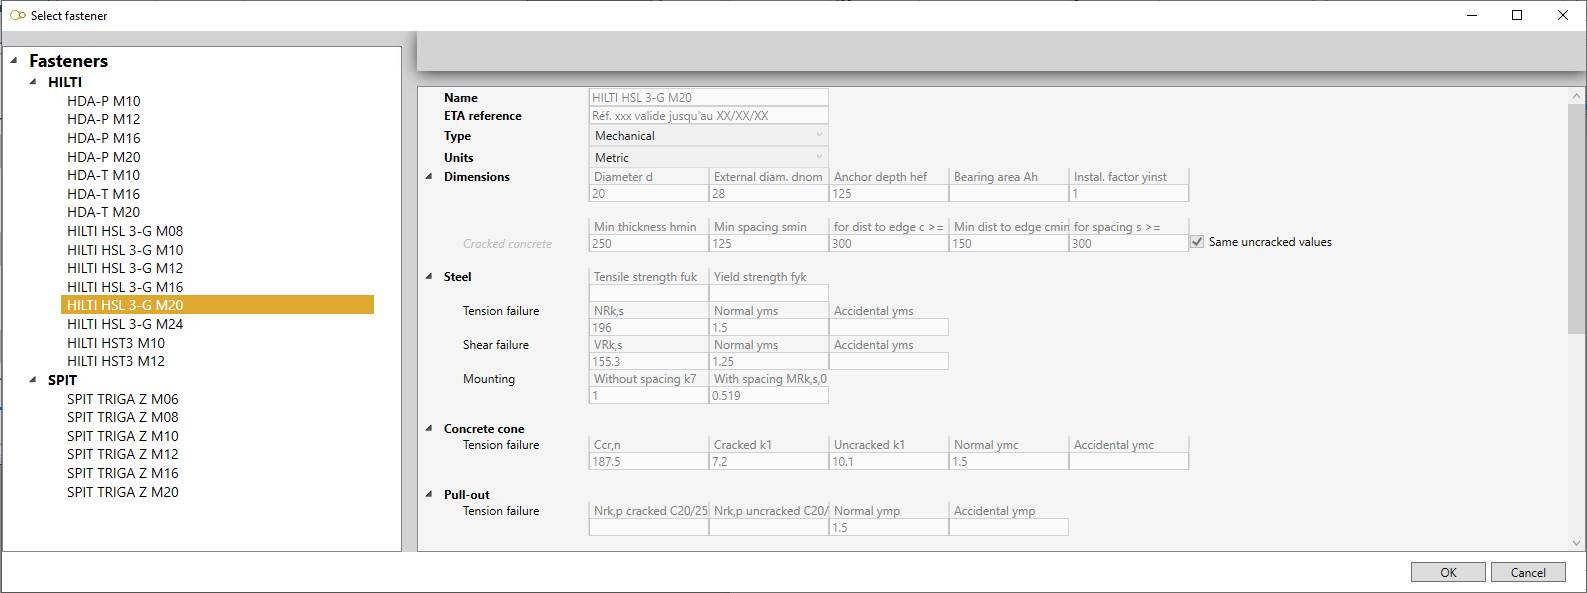 Select fastener
Fasteners
HILTI
HDA-P M10
HDA-P M12
HDA-P M16
HDA-P M20
HDA-T M10
HDA-T M16
HDA-T M20
HILTI HSL 3-G M08
HILTI HSL 3-G M10
HILTI HSL 3-G M12
HILTI HSL 3-G M16
HILTI HSL 3-G M20
HILTI HSL 3-G M24
HILTI HST3 M10
HILTI HST3 M12
SPIT
SPIT TRIGA Z M06
SPIT TRIGA Z M08
SPIT TRIGA Z M10
SPIT TRIGA Z M12
SPIT TRIGA Z M16
SPIT TRIGA Z M20
Name HILTI HSL 3-G M20
ETA reference Réf. xxx valide jusqu'au XX/XX/XX
Type Mechanical
Units Metric
Dimensions Diameter d External diam. dnom Anchor depth hef Bearing area Ah Instal. factor yinst
20 28 125 1
Min thickness hmin Min spacing smin for dist to edge c >= Min dist to edge cmin for spacing s >=
Cracked concrete 250 125 300 150 300 Same uncracked values
Steel Tensile strength fuk Yield strength fyk
Tension failure NRk,s Normal yms Accidental yms
196 1.5
Shear failure VRk,s Normal yms Accidental yms
155.3 1.25
Mounting Without spacing k7 With spacing MRk,s,0
1 0.519
Concrete cone
Tension failure Ccr,n Cracked k1 Uncracked k1 Normal ymc Accidental ymc
187.5 7.2 10.1 1.5
Pull-out
Tension failure Nrk,p cracked C20/25 Nrk,p uncracked C20/ Normal ymp Accidental ymp
1.5
OK Cancel